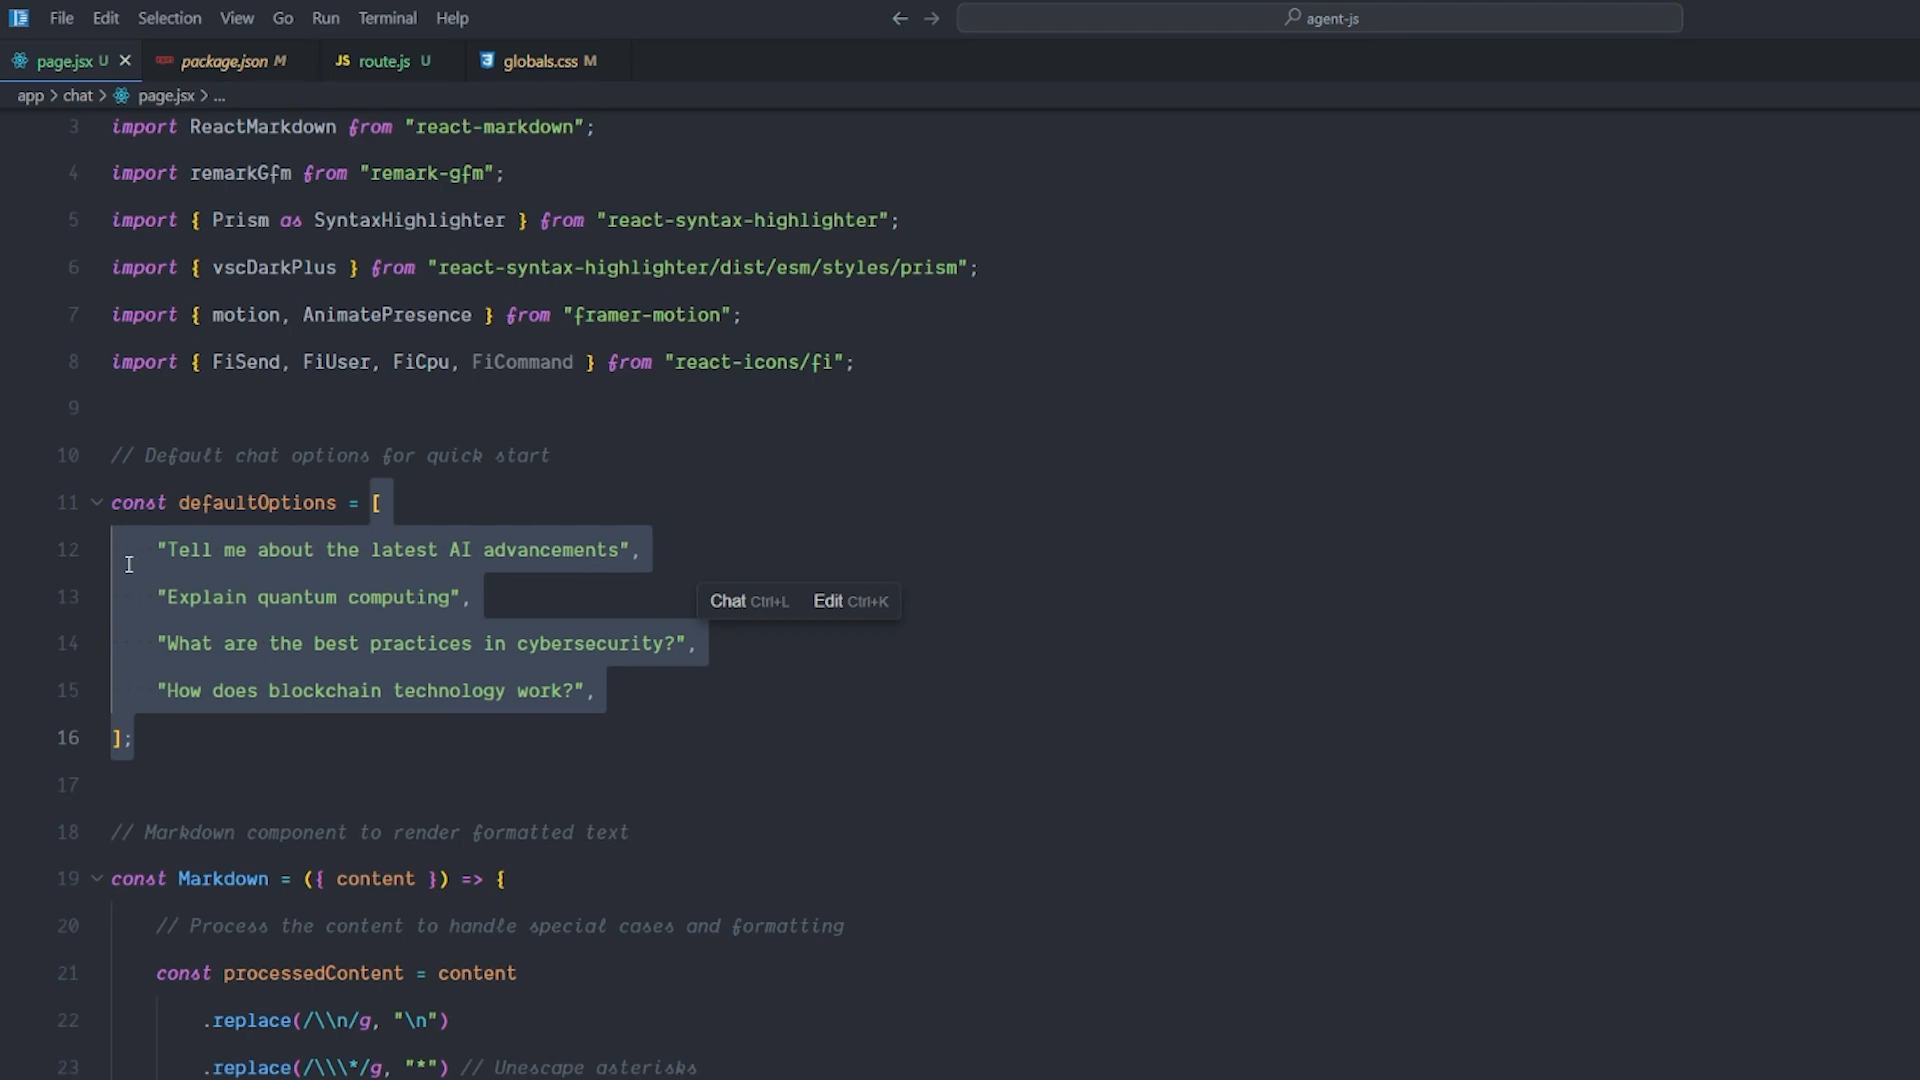 File Edit Selection View Go Run Terminal Help
agent-js
page.jsx U
package.json M
JS route.js U
globals.css M
app > chat > page.jsx > ...
3 import ReactMarkdown from "react-markdown";
4 import remarkGfm from "remark-gfm";
5 import { Prism as SyntaxHighlighter } from "react-syntax-highlighter";
6 import { vscDarkPlus } from "react-syntax-highlighter/dist/esm/styles/prism";
7 import { motion, AnimatePresence } from "framer-motion";
8 import { FiSend, FiUser, FiCpu, FiCommand } from "react-icons/fi";
9
10 // Default chat options for quick start
11 const defaultOptions = [
12 "Tell me about the latest AI advancements",
13 "Explain quantum computing",
Chat Ctrl+L Edit Ctrl+K
14 "What are the best practices in cybersecurity?",
15 "How does blockchain technology work?",
16 ];
17
18 // Markdown component to render formatted text
19 const Markdown = ({ content }) => {
20 // Process the content to handle special cases and formatting
21 const processedContent = content
22 .replace(/\\n/g, "\n")
23 .replace(/\\\*/g, "*") // Unescape asterisks